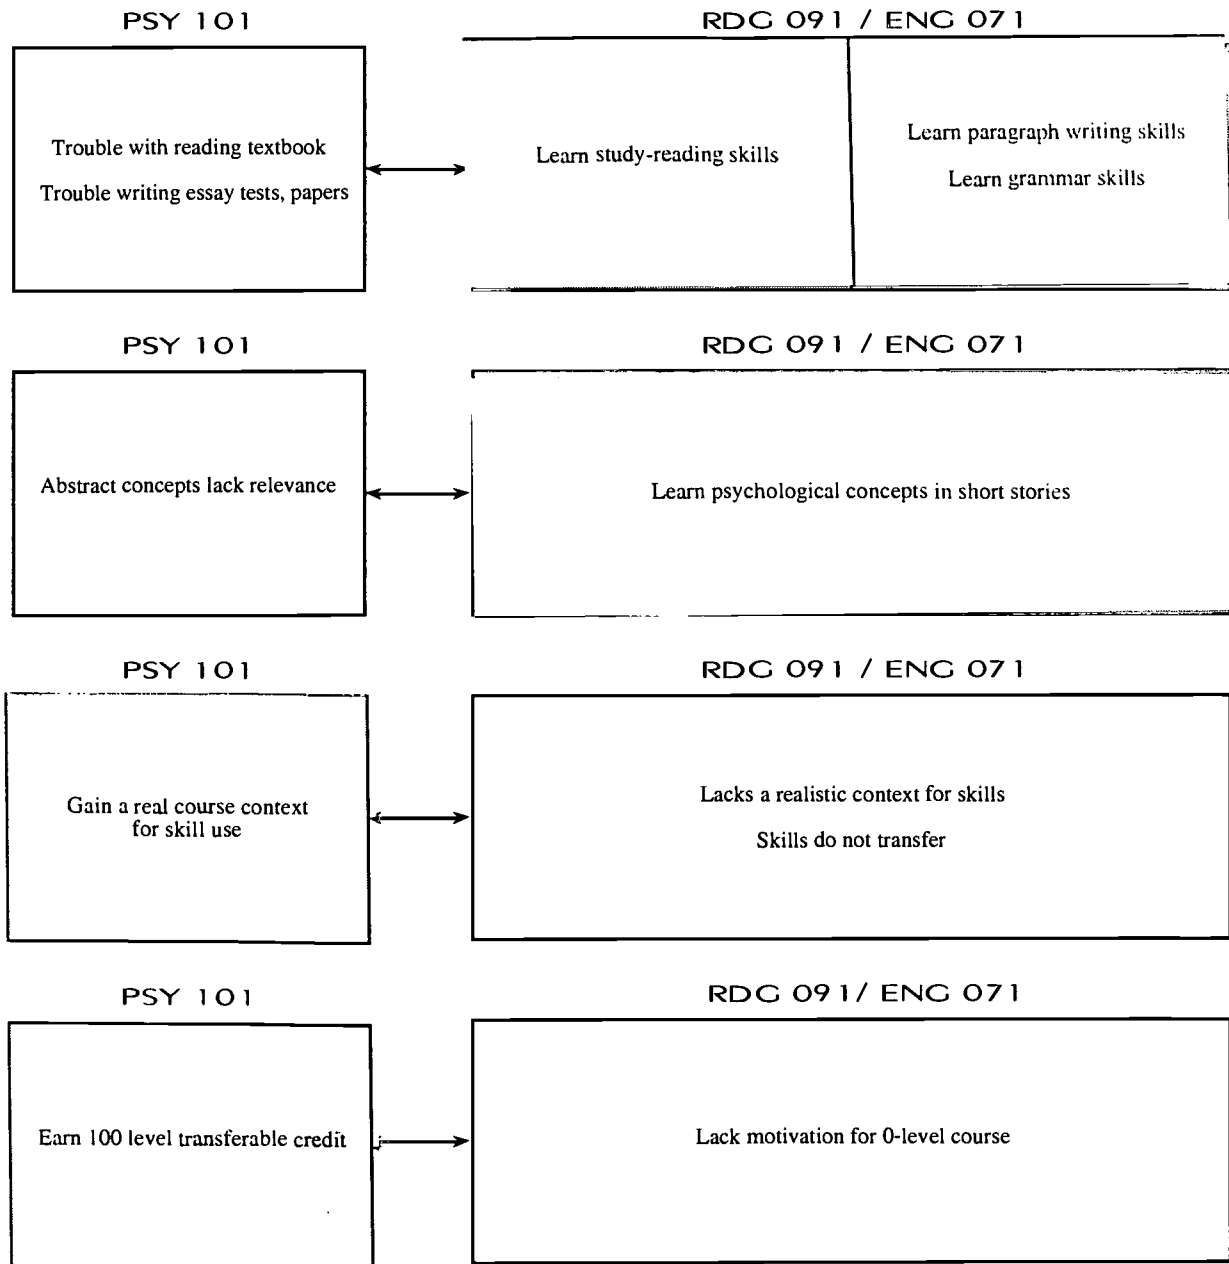 PSY 101
RDG 091 / ENG 071
Trouble with reading textbook
Trouble writing essay tests, papers
Learn study-reading skills
Learn paragraph writing skills
Learn grammar skills
PSY 101
RDG 091 / ENG 071
Abstract concepts lack relevance
Learn psychological concepts in short stories
PSY 101
RDG 091 / ENG 071
Gain a real course context
for skill use
Lacks a realistic context for skills
Skills do not transfer
PSY 101
RDG 091/ ENG 071
Earn 100 level transferable credit
Lack motivation for 0-level course